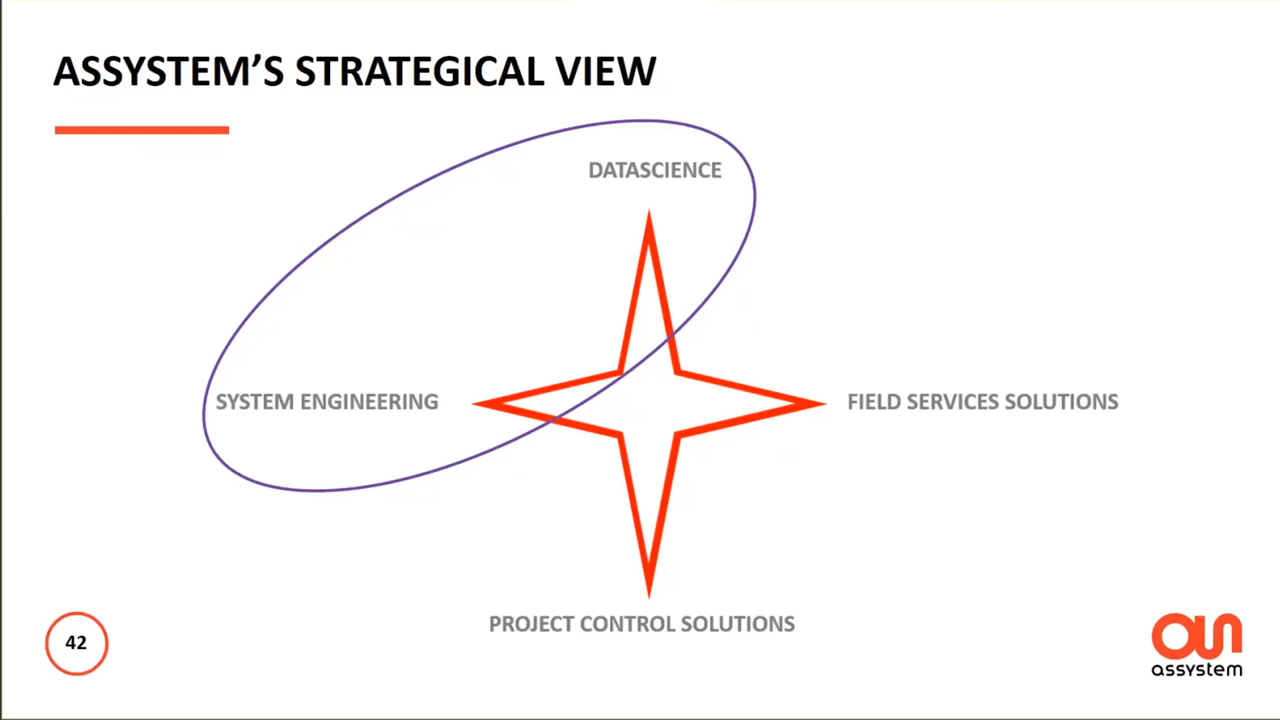 ASSYSTEM’S STRATEGICAL VIEW
DATASCIENCE
SYSTEM ENGINEERING
FIELD SERVICES SOLUTIONS
PROJECT CONTROL SOLUTIONS
42
assystem